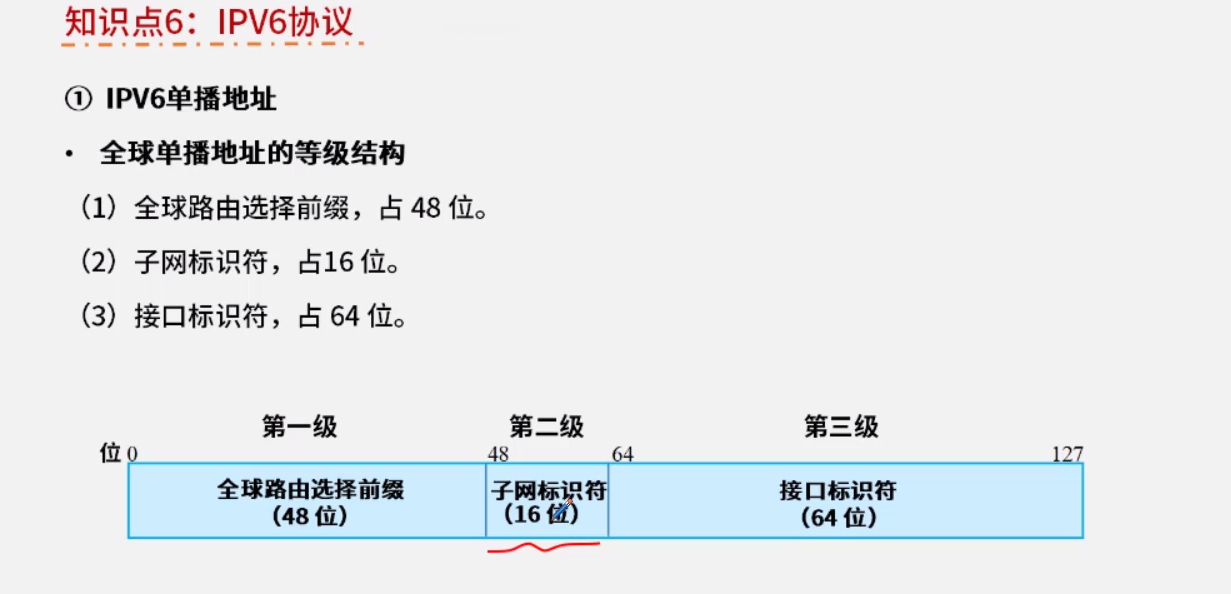 知识点6：IPV6协议
① IPV6单播地址
• 全球单播地址的等级结构
（1）全球路由选择前缀，占 48 位。
（2）子网标识符，占16 位。
（3）接口标识符，占 64 位。
第一级 第二级 第三级
位 0 48 64 127
全球路由选择前缀 子网标识符 接口标识符
（48 位） （16 位） （64 位）